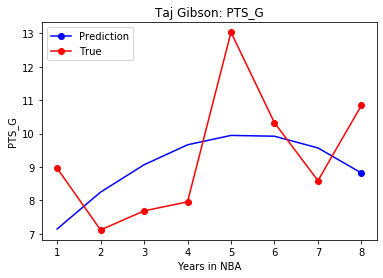 Taj Gibson: PTS_G
Prediction
True
13
12
11
10
9
8
7
PTS_G
1 2 3 4 5 6 7 8
Years in NBA